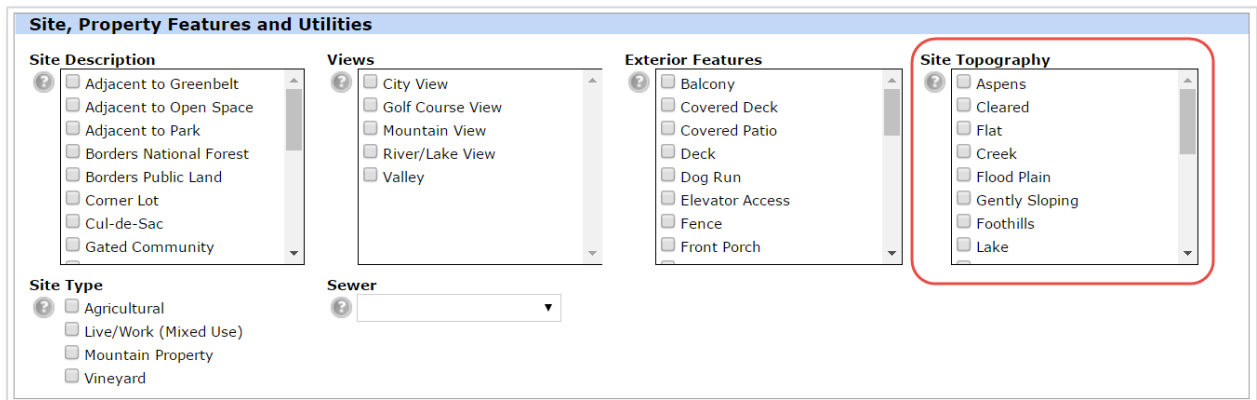 Site, Property Features and Utilities
Site Description
? Adjacent to Greenbelt
Adjacent to Open Space
Adjacent to Park
Borders National Forest
Borders Public Land
Corner Lot
Cul-de-Sac
Gated Community
Views
? City View
Golf Course View
Mountain View
River/Lake View
Valley
Exterior Features
? Balcony
Covered Deck
Covered Patio
Deck
Dog Run
Elevator Access
Fence
Front Porch
Site Topography
? Aspens
Cleared
Flat
Creek
Flood Plain
Gently Sloping
Foothills
Lake
Site Type
? Agricultural
Live/Work (Mixed Use)
Mountain Property
Vineyard
Sewer
?